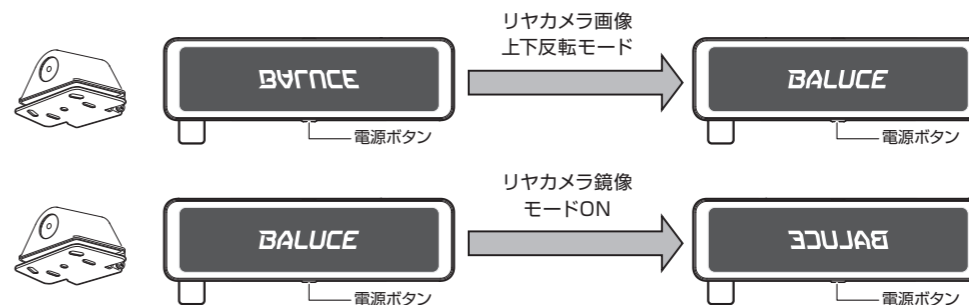 リヤカメラ画像
上下反転モード
BALUCE
BALUCE
電源ボタン
電源ボタン
リヤカメラ鏡像
モードON
BALUCE
BALUCE
電源ボタン
電源ボタン